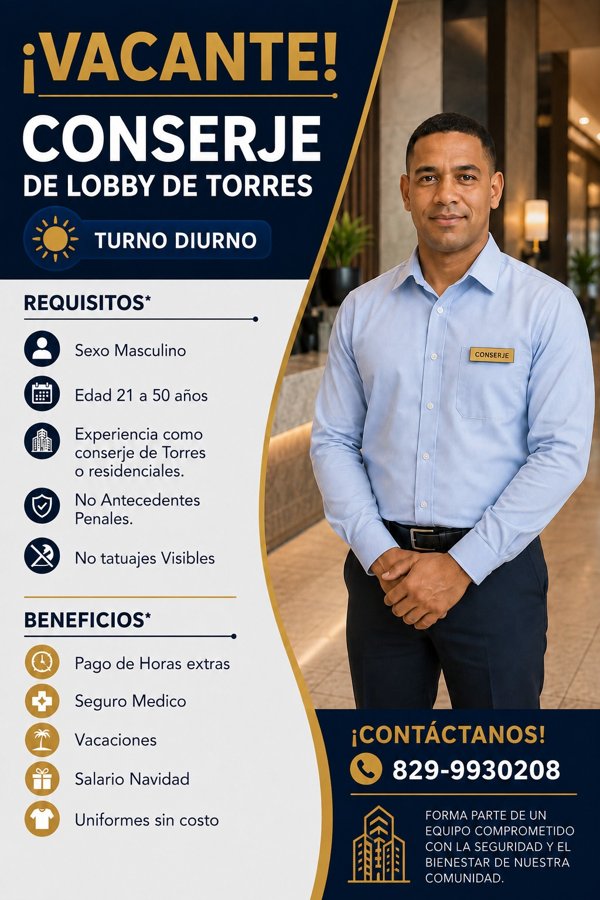 ¡VACANTE!
CONSERJE
DE LOBBY DE TORRES
TURNO DIURNO
REQUISITOS*
Sexo Masculino
Edad 21 a 50 años
Experiencia como
conserje de Torres
o residenciales.
No Antecedentes
Penales.
No tatuajes Visibles
BENEFICIOS*
Pago de Horas extras
Seguro Medico
Vacaciones
Salario Navidad
Uniformes sin costo
CONSERJE
¡CONTÁCTANOS!
829-9930208
FORMA PARTE DE UN
EQUIPO COMPROMETIDO
CON LA SEGURIDAD Y EL
BIENESTAR DE NUESTRA
COMUNIDAD.